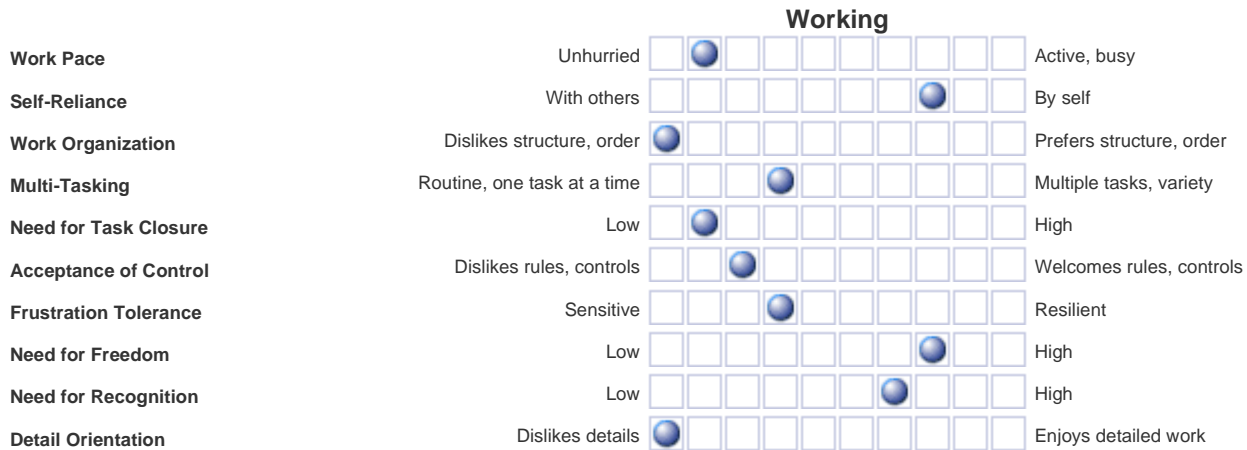 Working
Work Pace Unhurried Active, busy
Self-Reliance With others By self
Work Organization Dislikes structure, order Prefers structure, order
Multi-Tasking Routine, one task at a time Multiple tasks, variety
Need for Task Closure Low High
Acceptance of Control Dislikes rules, controls Welcomes rules, controls
Frustration Tolerance Sensitive Resilient
Need for Freedom Low High
Need for Recognition Low High
Detail Orientation Dislikes details Enjoys detailed work